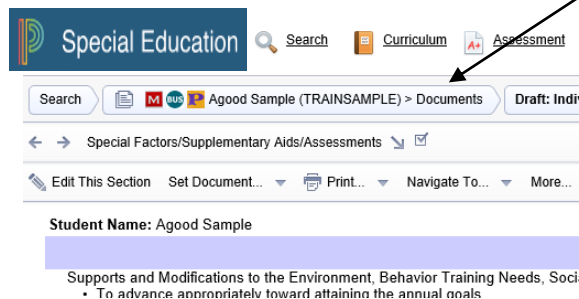 Special Education Search Curriculum A+ Assessment
Search M BUS P Agood Sample (TRAINSAMPLE) > Documents Draft: Indiv
Special Factors/Supplementary Aids/Assessments
Edit This Section Set Document... Print... Navigate To... More...
Student Name: Agood Sample
Supports and Modifications to the Environment, Behavior Training Needs, Socia
• To advance appropriately toward attaining the annual goals